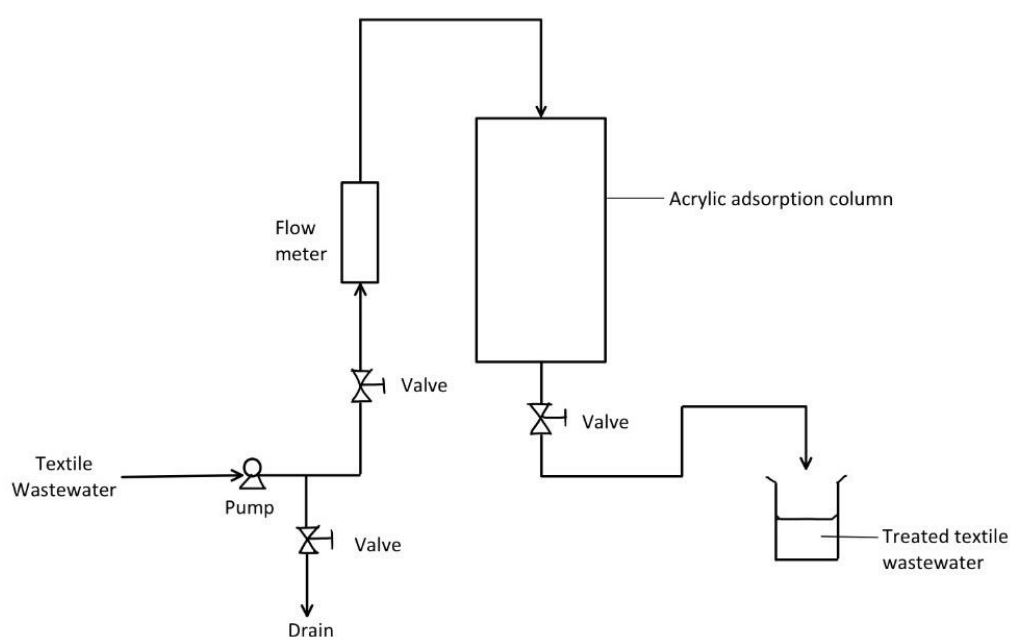 Acrylic adsorption column
Flow
meter
Valve
Valve
Textile
Wastewater
Pump
Valve
Treated textile
wastewater
Drain